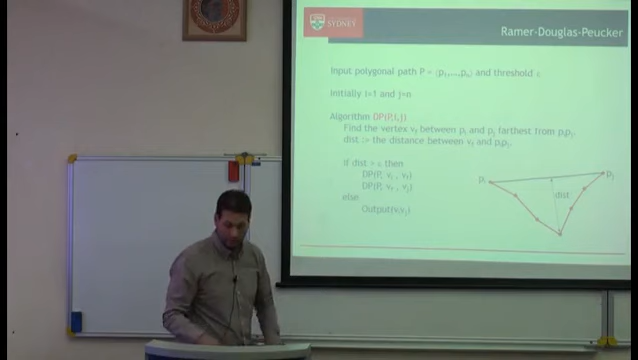 SYDNEY
Ramer-Douglas-Peucker
Input polygonal path P = ⟨p1,...,pn⟩ and threshold ε
Initially i=1 and j=n
Algorithm DP(P,i,j)
Find the vertex vf between pi and pj farthest from pipj.
dist := the distance between vf and pipj.
If dist > ε then
DP(P, vi , vf)
DP(P, vf , vj)
else
Output(vivj)
pi
pj
dist